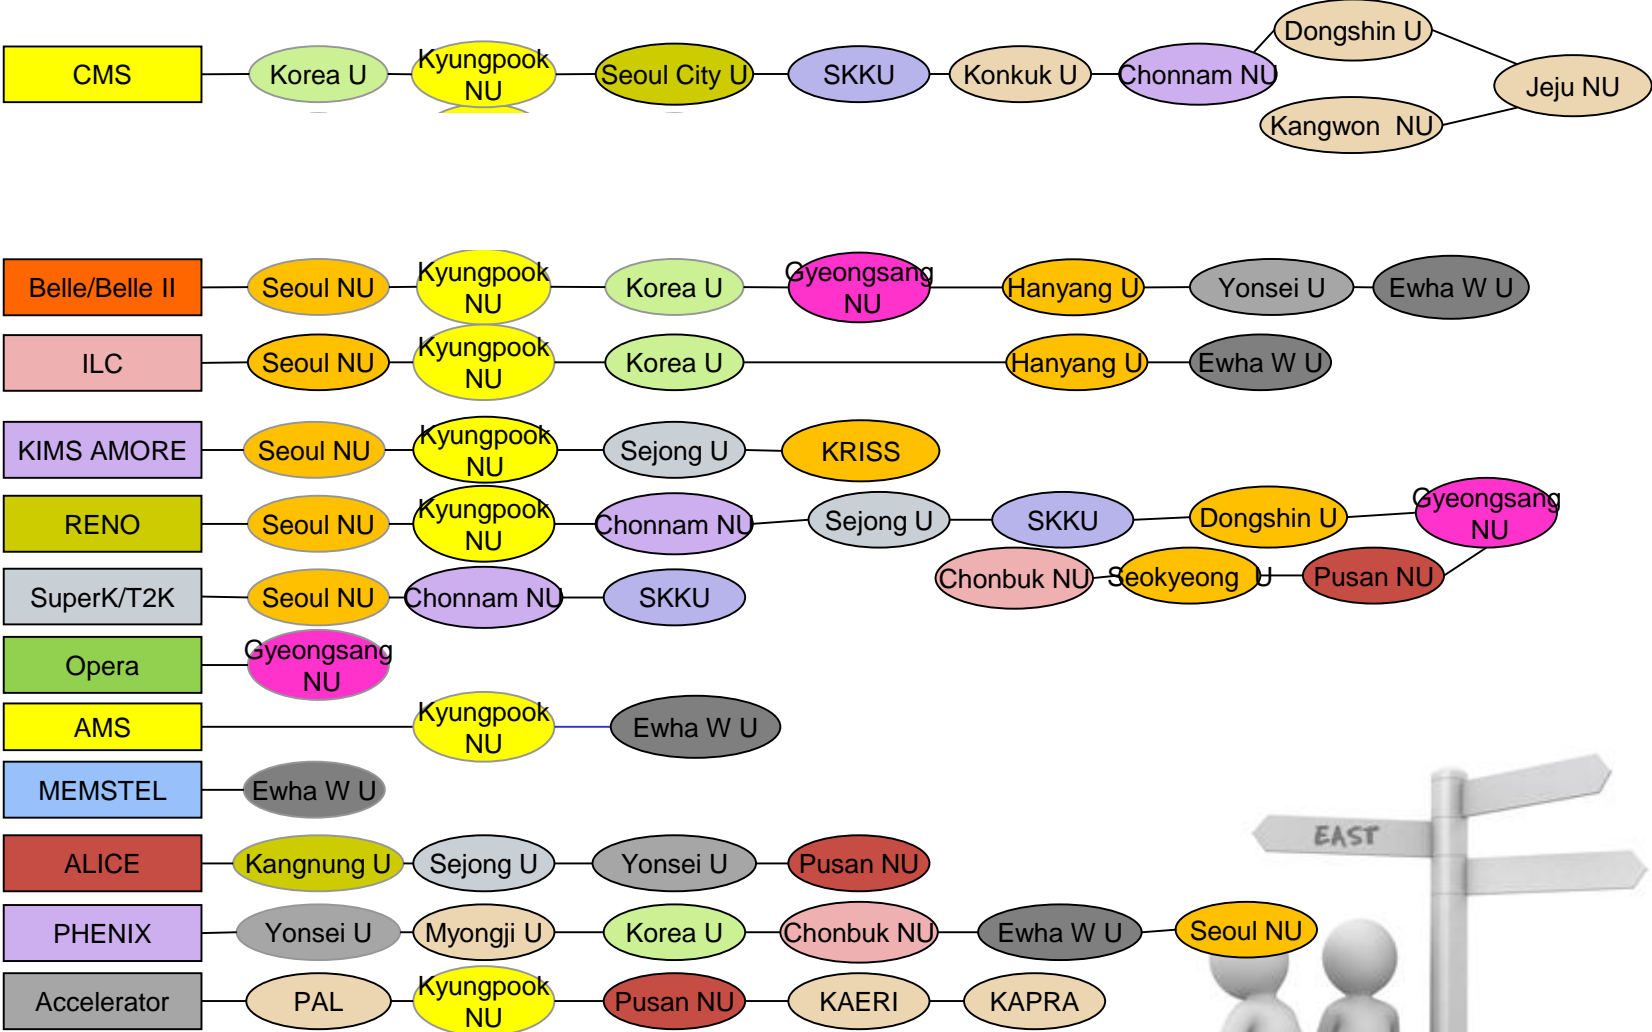 CMS
Korea U
Kyungpook
NU
Seoul City U
SKKU
Konkuk U
Chonnam NU
Dongshin U
Kangwon  NU
Jeju NU
Belle/Belle II
Seoul NU
Kyungpook
NU
Korea U
Gyeongsang
NU
Hanyang U
Yonsei U
Ewha W U
ILC
Seoul NU
Kyungpook
NU
Korea U
Hanyang U
Ewha W U
KIMS AMORE
Seoul NU
Kyungpook
NU
Sejong U
KRISS
RENO
Seoul NU
Kyungpook
NU
Chonnam NU
Sejong U
SKKU
Dongshin U
Gyeongsang
NU
Chonbuk NU
Seokyeong  U
Pusan NU
SuperK/T2K
Seoul NU
Chonnam NU
SKKU
Opera
Gyeongsang
NU
AMS
Kyungpook
NU
Ewha W U
MEMSTEL
Ewha W U
ALICE
Kangnung U
Sejong U
Yonsei U
Pusan NU
PHENIX
Yonsei U
Myongji U
Korea U
Chonbuk NU
Ewha W U
Seoul NU
Accelerator
PAL
Kyungpook
NU
Pusan NU
KAERI
KAPRA
EAST